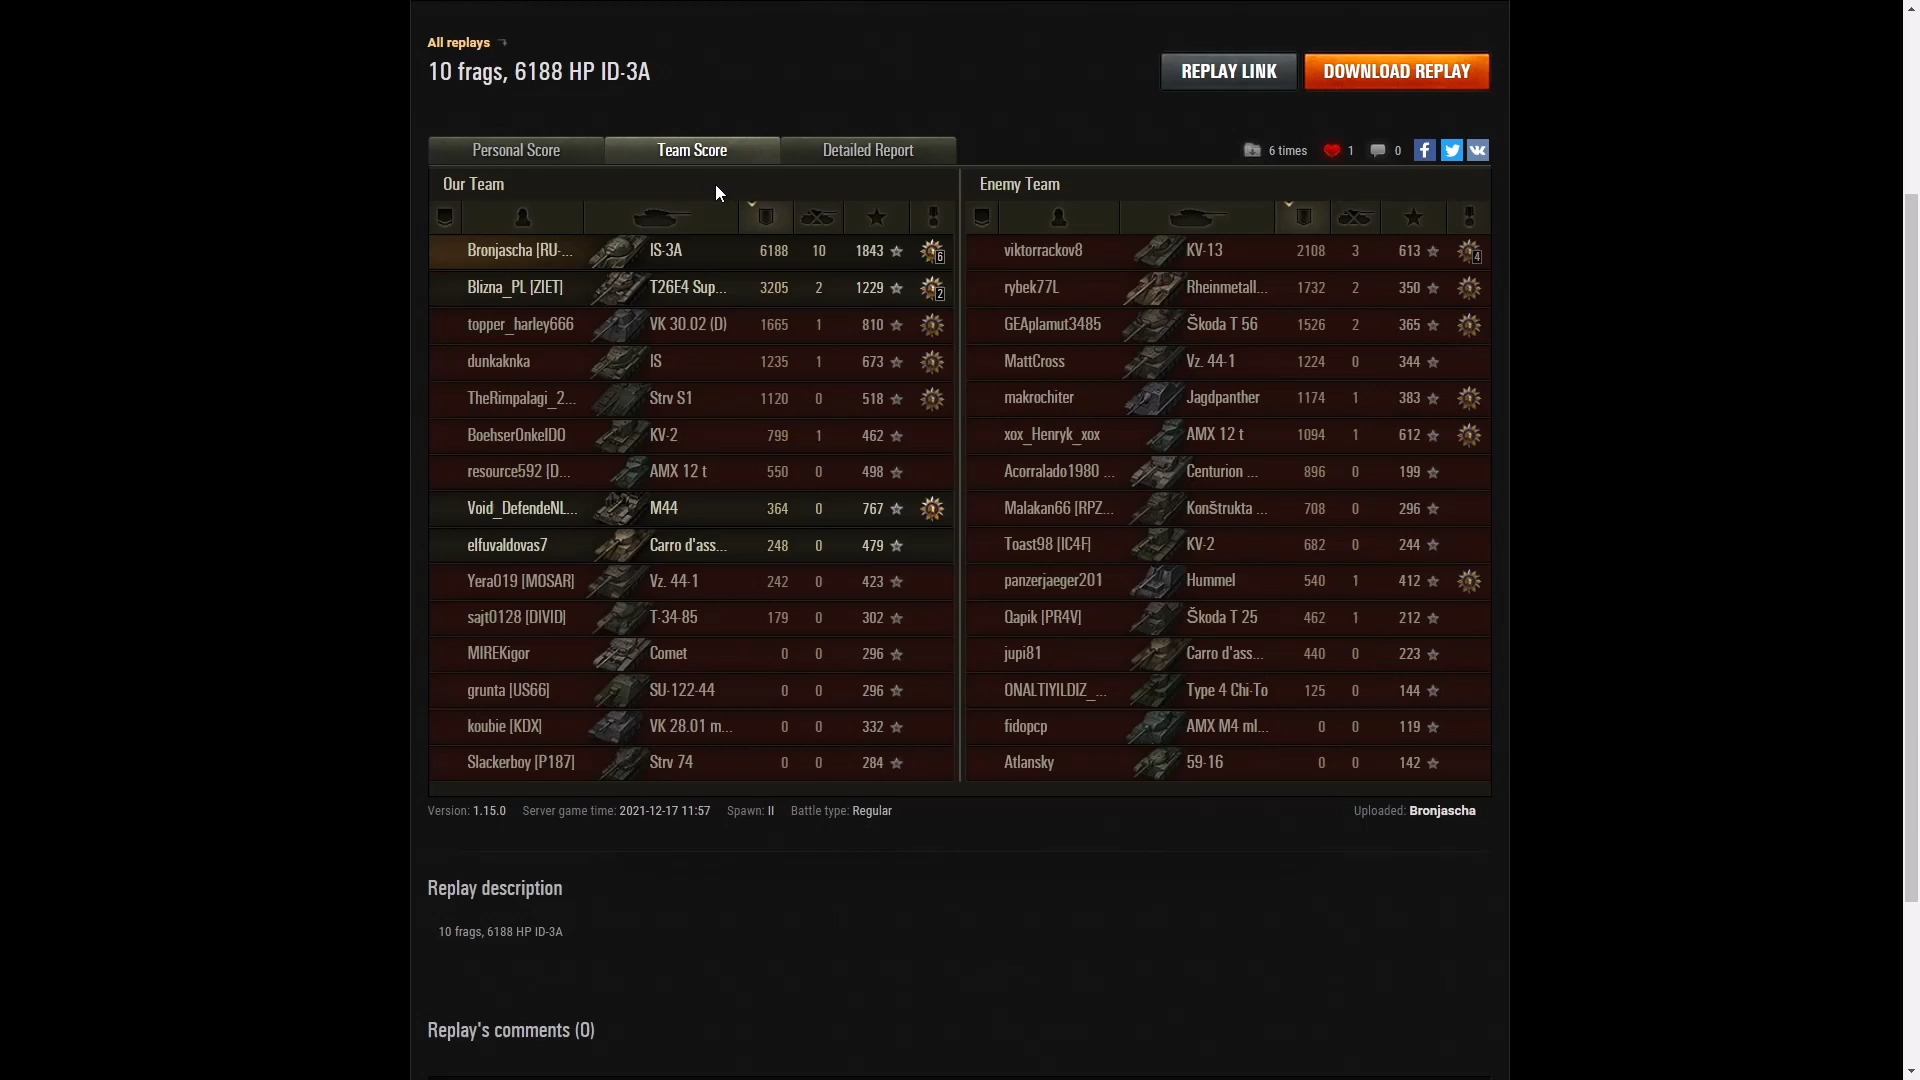 All replays
10 frags, 6188 HP ID-3A
REPLAY LINK
DOWNLOAD REPLAY
Personal Score
Team Score
Detailed Report
6 times
1
0
Our Team
Bronjascha [RU-... IS-3A 6188 10 1843 6
Blizna_PL [ZIET] T26E4 Sup... 3205 2 1229 2
topper_harley666 VK 30.02 (D) 1665 1 810
dunkaknka IS 1235 1 673
TheRimpalagi_2... Strv S1 1120 0 518
BoehserOnkelDO KV-2 799 1 462
resource592 [D... AMX 12 t 550 0 498
Void_DefendeNL... M44 364 0 767
elfuvaldovas7 Carro d'ass... 248 0 479
Yera019 [MOSAR] Vz. 44-1 242 0 423
sajt0128 [DIVID] T-34-85 179 0 302
MIREKigor Comet 0 0 296
grunta [US66] SU-122-44 0 0 296
koubie [KDX] VK 28.01 m... 0 0 332
Slackerboy [P187] Strv 74 0 0 284
Enemy Team
viktorrackov8 KV-13 2108 3 613 4
rybek77L Rheinmetall... 1732 2 350
GEAplamut3485 Škoda T 56 1526 2 365
MattCross Vz. 44-1 1224 0 344
makrochiter Jagdpanther 1174 1 383
xox_Henryk_xox AMX 12 t 1094 1 612
Acorralado1980 ... Centurion ... 896 0 199
Malakan66 [RPZ... Konštrukta ... 708 0 296
Toast98 [IC4F] KV-2 682 0 244
panzerjaeger201 Hummel 540 1 412
Qapik [PR4V] Škoda T 25 462 1 212
jupi81 Carro d'ass... 440 0 223
ONALTIYILDIZ_... Type 4 Chi-To 125 0 144
fidopcp AMX M4 ml... 0 0 119
Atlansky 59-16 0 0 142
Version: 1.15.0 Server game time: 2021-12-17 11:57 Spawn: II Battle type: Regular
Uploaded: Bronjascha
Replay description
10 frags, 6188 HP ID-3A
Replay's comments (0)